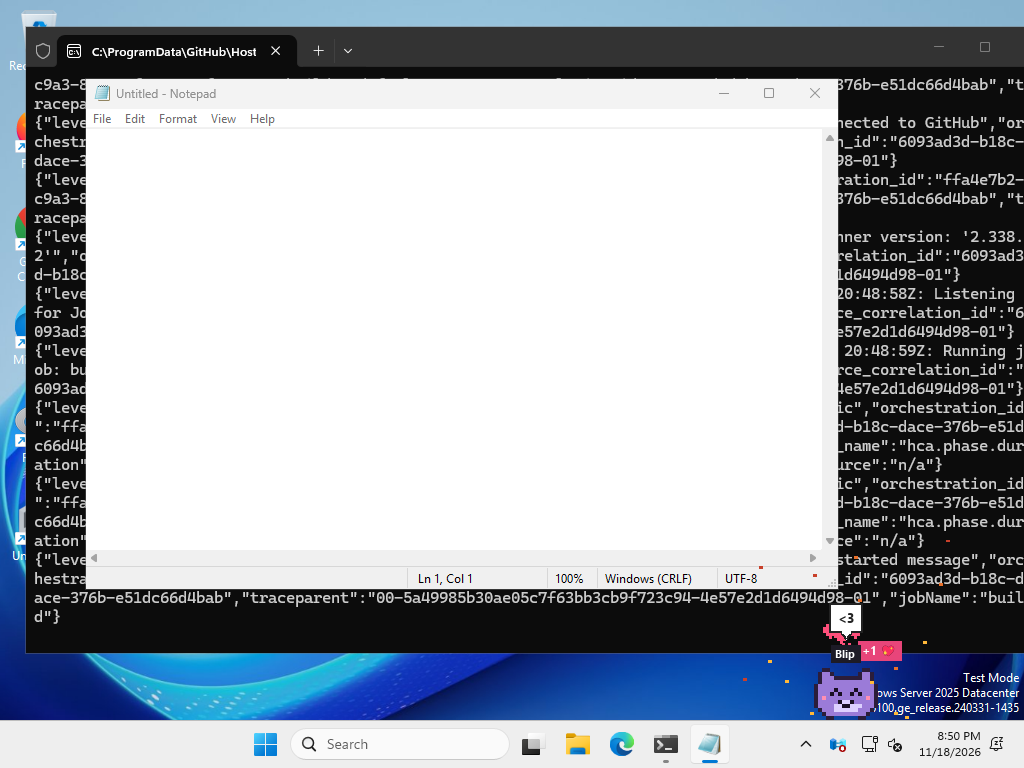 C:\ProgramData\GitHub\Host
Untitled - Notepad
File Edit Format View Help
c9a3-8
376b-e51dc66d4bab","t
racepa
{"leve
nected to GitHub","or
chestr
n_id":"6093ad3d-b18c-
dace-3
98-01"}
{"leve
ration_id":"ffa4e7b2-
c9a3-8
376b-e51dc66d4bab","t
racepa
{"leve
nner version: '2.338.
2'","o
relation_id":"6093ad3
d-b18c
1d6494d98-01"}
{"leve
20:48:58Z: Listening
for Jo
ce_correlation_id":"6
093ad3
e57e2d1d6494d98-01"}
{"leve
20:48:59Z: Running j
ob: bu
rce_correlation_id":"
6093ad
4e57e2d1d6494d98-01"}
{"leve
ic","orchestration_id
":"ffa
d-b18c-dace-376b-e51d
c66d4b
_name":"hca.phase.dur
ation"
urce":"n/a"}
{"leve
ic","orchestration_id
":"ffa
d-b18c-dace-376b-e51d
c66d4b
_name":"hca.phase.dur
ation"
ce":"n/a"}
{"leve
started message","orc
hestra
_id":"6093ad3d-b18c-d
ace-376b-e51dc66d4bab","traceparent":"00-5a49985b30ae05c7f63bb3cb9f723c94-4e57e2d1d6494d98-01","jobName":"buil
d"}
Ln 1, Col 1 100% Windows (CRLF) UTF-8
<3
Blip
+1
Test Mode
ows Server 2025 Datacenter
100.ge_release.240331-1435
Search
8:50 PM
11/18/2026